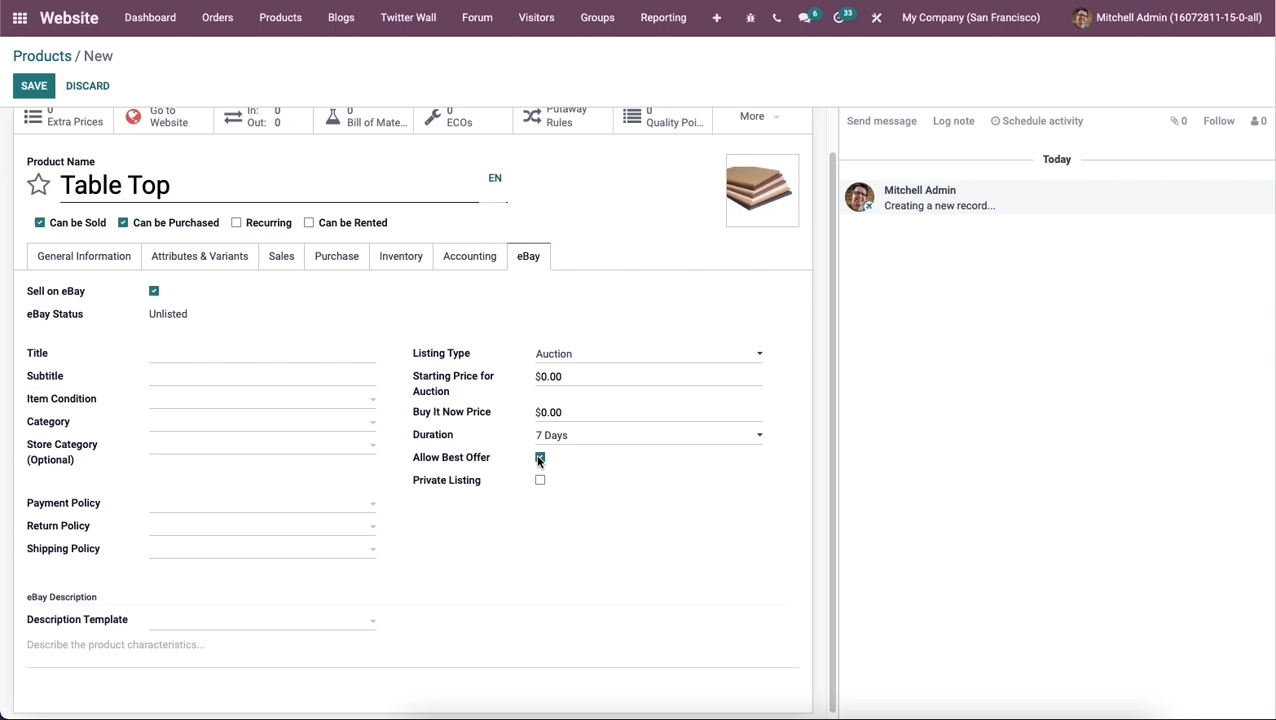 Website Dashboard Orders Products Blogs Twitter Wall Forum Visitors Groups Reporting 6 33 My Company (San Francisco) Mitchell Admin (16072811-15-0-all)
Products / New
SAVE DISCARD
0 Extra Prices
Go to Website
In: 0
Out: 0
0 Bill of Mate...
0 ECOs
Putaway Rules
0 Quality Poi...
More
Send message Log note Schedule activity 0 Follow 0
Today
Mitchell Admin
Creating a new record...
Product Name
Table Top EN
Can be Sold Can be Purchased Recurring Can be Rented
General Information Attributes & Variants Sales Purchase Inventory Accounting eBay
Sell on eBay
eBay Status Unlisted
Title
Subtitle
Item Condition
Category
Store Category
(Optional)
Payment Policy
Return Policy
Shipping Policy
Listing Type Auction
Starting Price for
Auction $0.00
Buy It Now Price $0.00
Duration 7 Days
Allow Best Offer
Private Listing
eBay Description
Description Template
Describe the product characteristics...